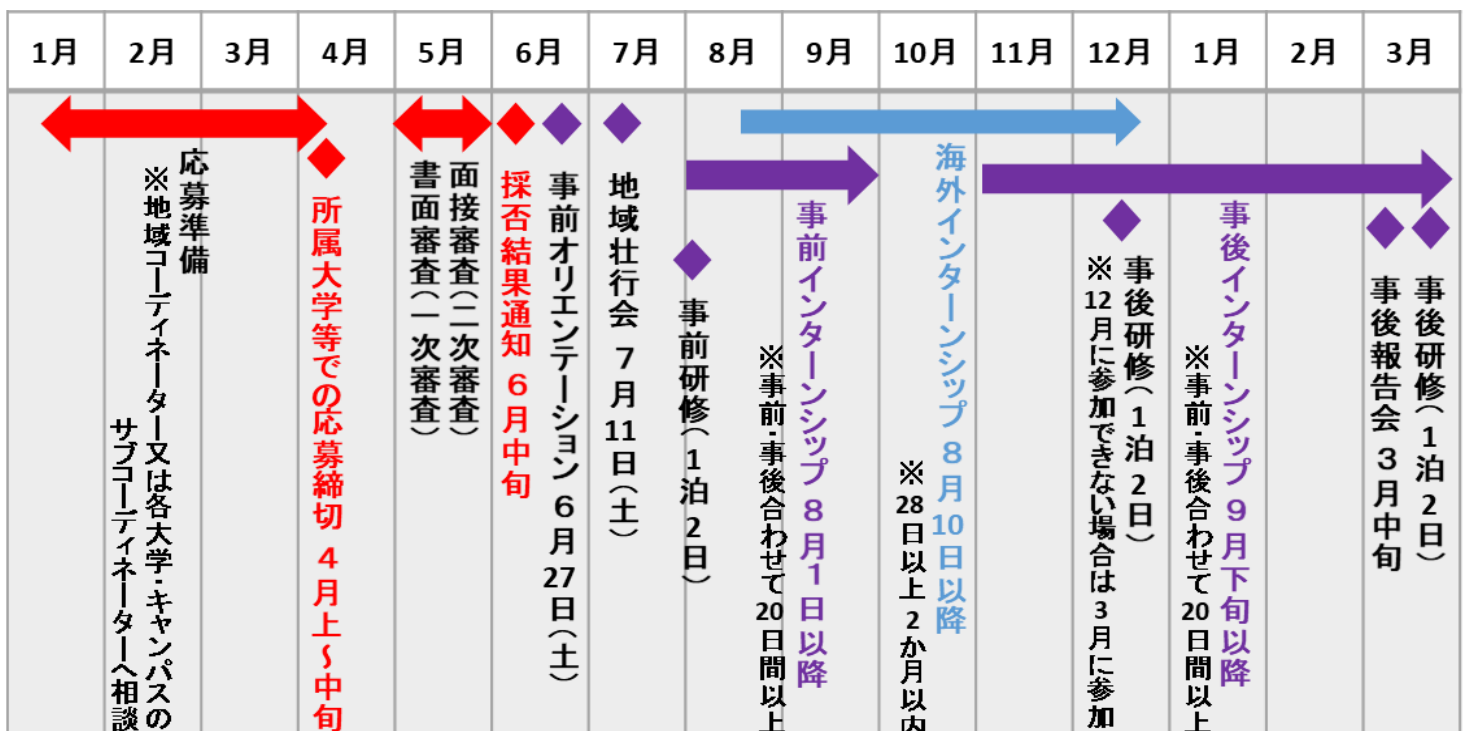 1月 2月 3月 4月 5月 6月 7月 8月 9月 10月 11月 12月 1月 2月 3月
応募準備
※地域コーディネーター又は各大学・キャンパスの
サブコーディネーターへ相談
所属大学等での応募締切 4月上~中旬
面接審査(二次審査)
書面審査(一次審査)
採否結果通知 6月中旬
事前オリエンテーション 6月27日(土)
地域壮行会 7月11日(土)
事前研修(1泊2日)
事前インターンシップ 8月1日以降
※事前・事後合わせて20日間以上
海外インターンシップ 8月10日以降
※28日以上2か月以内
事後研修(1泊2日)
※12月に参加できない場合は3月に参加
事後インターンシップ 9月下旬以降
※事前・事後合わせて20日間以上
事後研修(1泊2日)
事後報告会 3月中旬